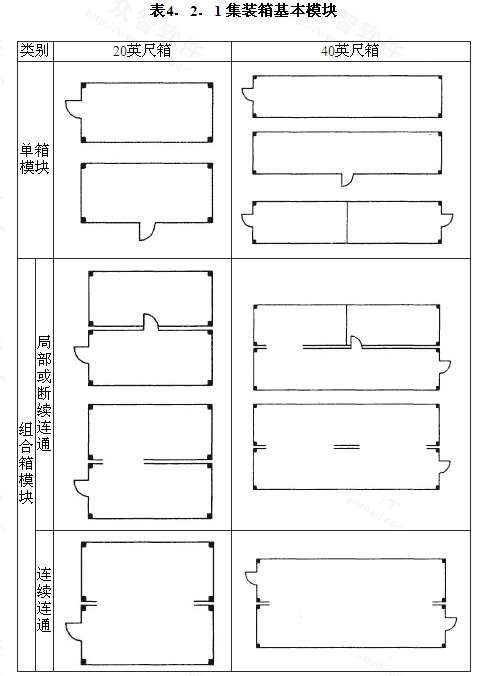 表4．2．1集装箱基本模块
类别
20英尺箱
40英尺箱
单箱
模块
组合箱模块
局部或断续连通
连续连通